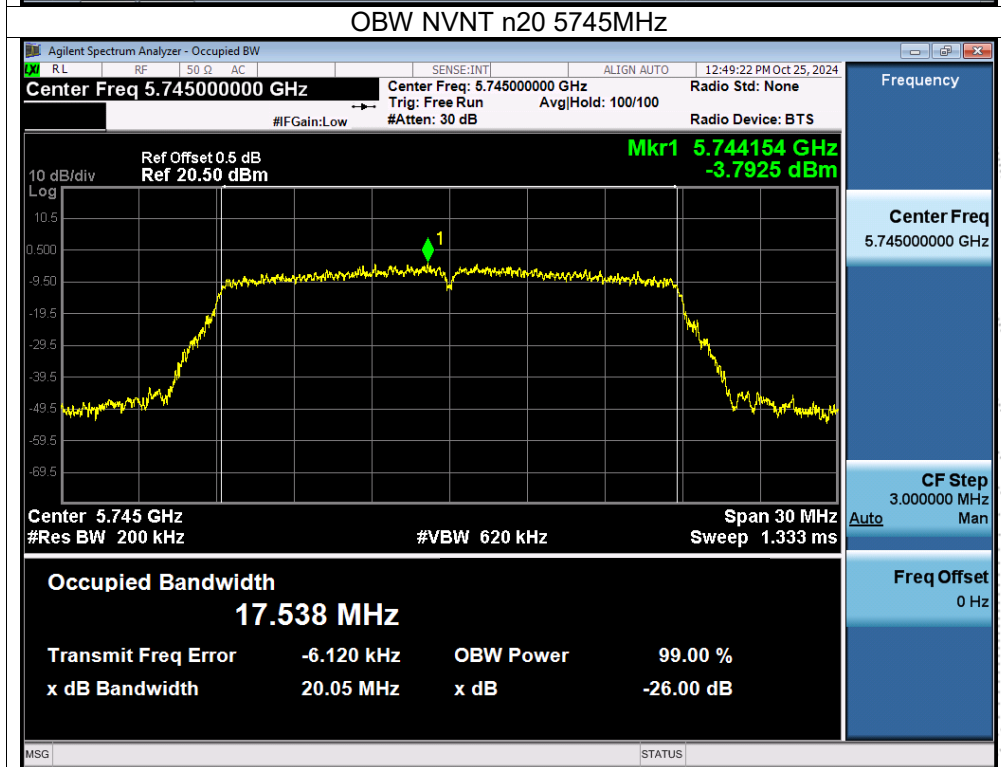 OBW NVNT n20 5745MHz
Agilent Spectrum Analyzer - Occupied BW
LXI RL RF 50 Ω AC SENSE:INT ALIGN AUTO 12:49:22 PM Oct 25, 2024
Center Freq 5.745000000 GHz
Center Freq: 5.745000000 GHz
Radio Std: None
Trig: Free Run Avg|Hold: 100/100
#IFGain:Low
#Atten: 30 dB
Radio Device: BTS
Mkr1 5.744154 GHz
-3.7925 dBm
Ref Offset 0.5 dB
10 dB/div Ref 20.50 dBm
Log
10.5
0.500
1
-9.50
-19.5
-29.5
-39.5
-49.5
-59.5
-69.5
Center 5.745 GHz Span 30 MHz
#Res BW 200 kHz #VBW 620 kHz Sweep 1.333 ms
Occupied Bandwidth
17.538 MHz
Transmit Freq Error -6.120 kHz OBW Power 99.00 %
x dB Bandwidth 20.05 MHz x dB -26.00 dB
MSG STATUS
Frequency
Center Freq
5.745000000 GHz
CF Step
3.000000 MHz
Auto Man
Freq Offset
0 Hz